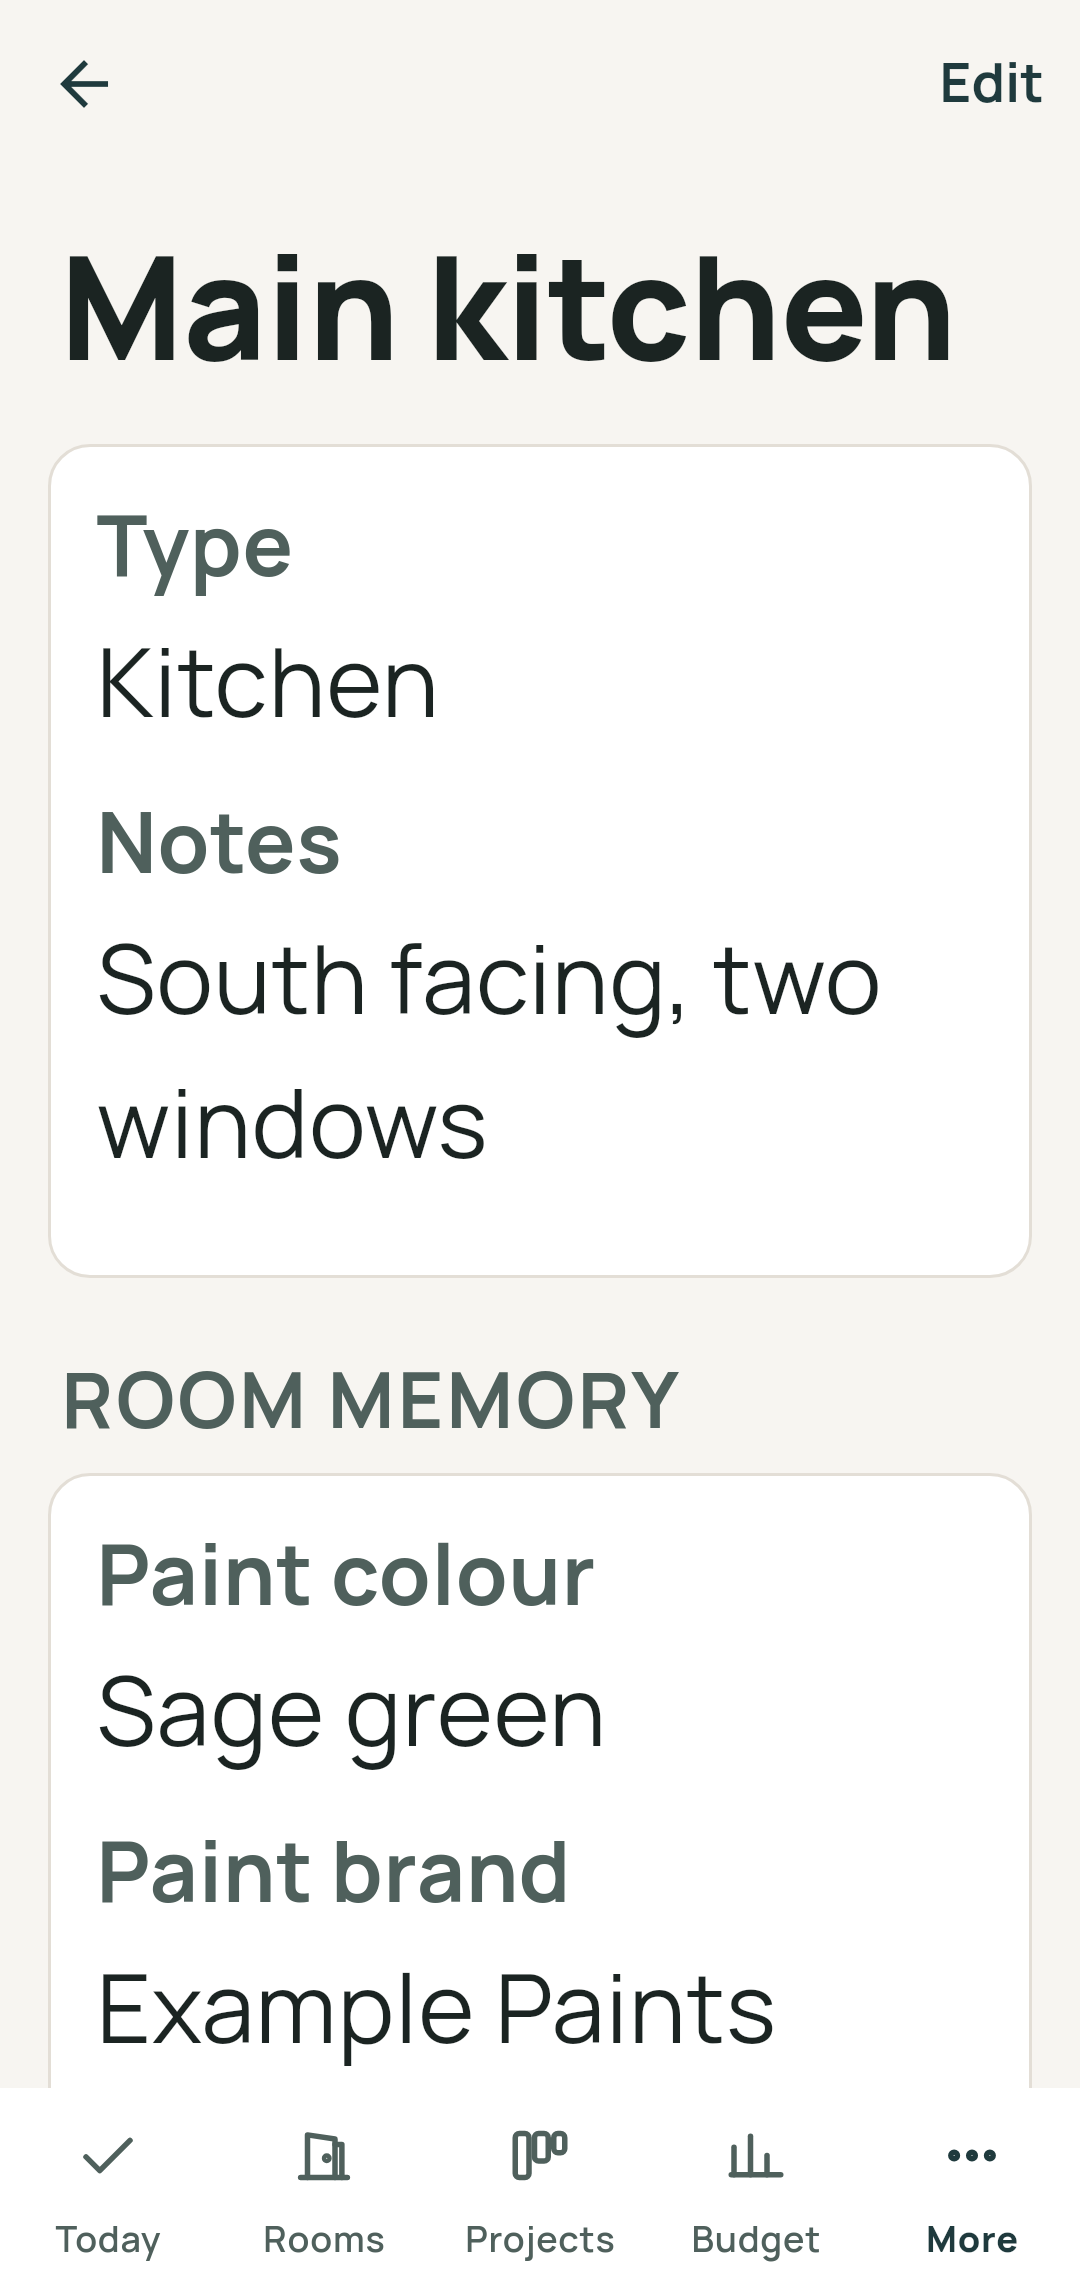 Edit
Main kitchen
Type
Kitchen
Notes
South facing, two
windows
ROOM MEMORY
Paint colour
Sage green
Paint brand
Example Paints
Today
Rooms
Projects
Budget
More